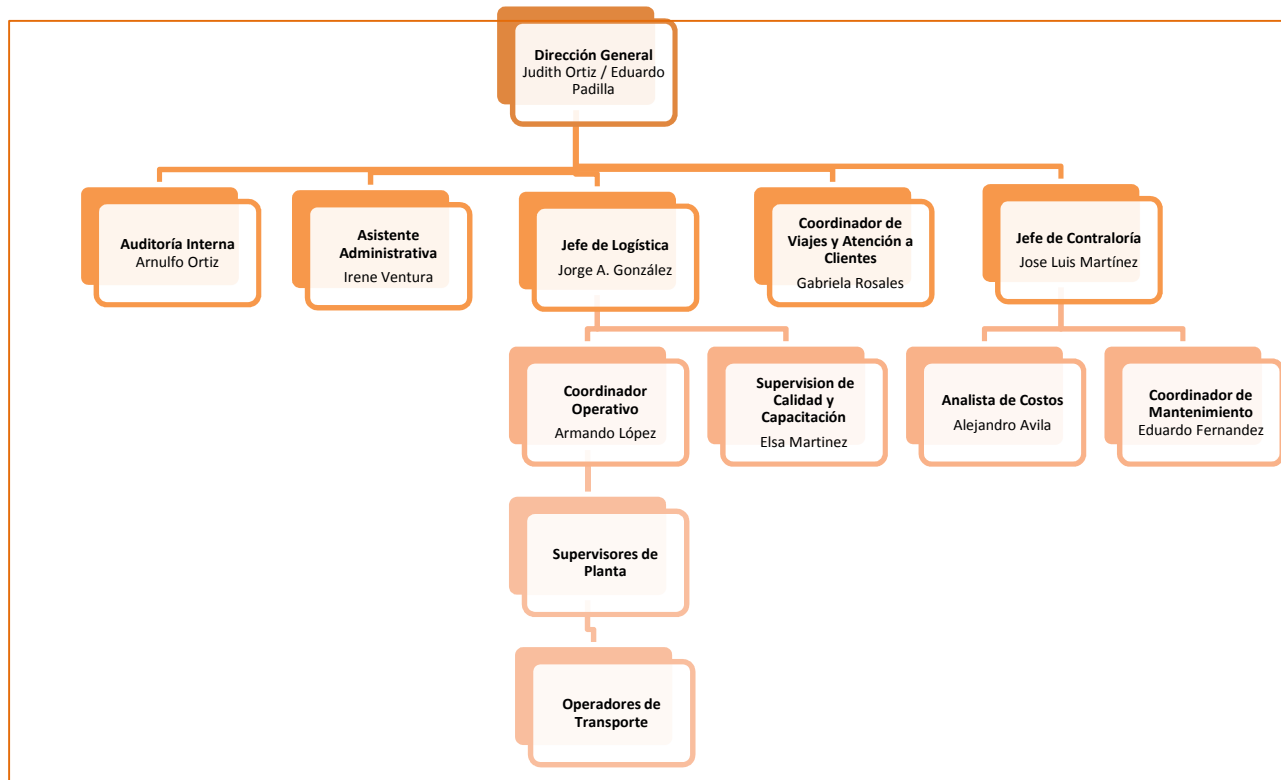 Dirección General
Judith Ortiz / Eduardo
Padilla
Auditoría Interna
Arnulfo Ortiz
Asistente
Administrativa
Irene Ventura
Jefe de Logística
Jorge A. González
Coordinador de
Viajes y Atención a
Clientes
Gabriela Rosales
Jefe de Contraloría
Jose Luis Martínez
Coordinador
Operativo
Armando López
Supervision de
Calidad y
Capacitación
Elsa Martinez
Analista de Costos
Alejandro Avila
Coordinador de
Mantenimiento
Eduardo Fernandez
Supervisores de
Planta
Operadores de
Transporte